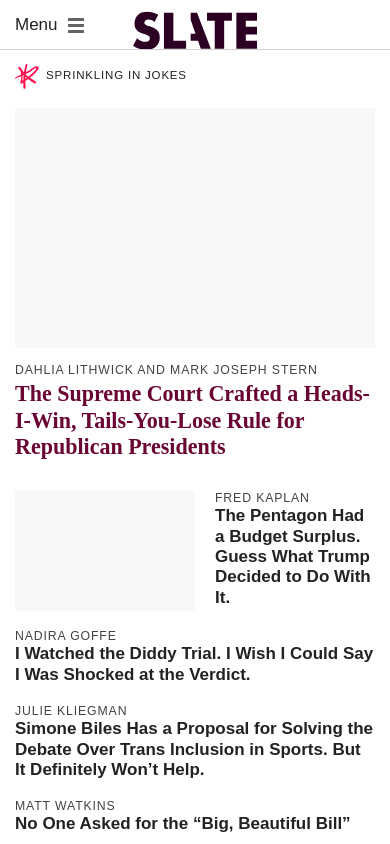 Menu
SLATE
SPRINKLING IN JOKES
DAHLIA LITHWICK AND MARK JOSEPH STERN
The Supreme Court Crafted a Heads-
I-Win, Tails-You-Lose Rule for
Republican Presidents
FRED KAPLAN
The Pentagon Had
a Budget Surplus.
Guess What Trump
Decided to Do With
It.
NADIRA GOFFE
I Watched the Diddy Trial. I Wish I Could Say
I Was Shocked at the Verdict.
JULIE KLIEGMAN
Simone Biles Has a Proposal for Solving the
Debate Over Trans Inclusion in Sports. But
It Definitely Won’t Help.
MATT WATKINS
No One Asked for the “Big, Beautiful Bill”